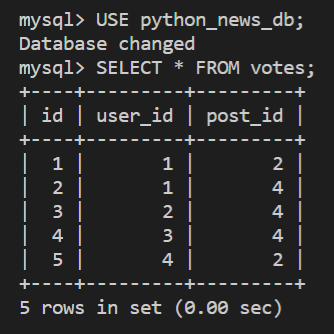 mysql> USE python_news_db;
Database changed
mysql> SELECT * FROM votes;
+----+---------+---------+
| id | user_id | post_id |
+----+---------+---------+
|  1 |       1 |       2 |
|  2 |       1 |       4 |
|  3 |       2 |       4 |
|  4 |       3 |       4 |
|  5 |       4 |       2 |
+----+---------+---------+
5 rows in set (0.00 sec)